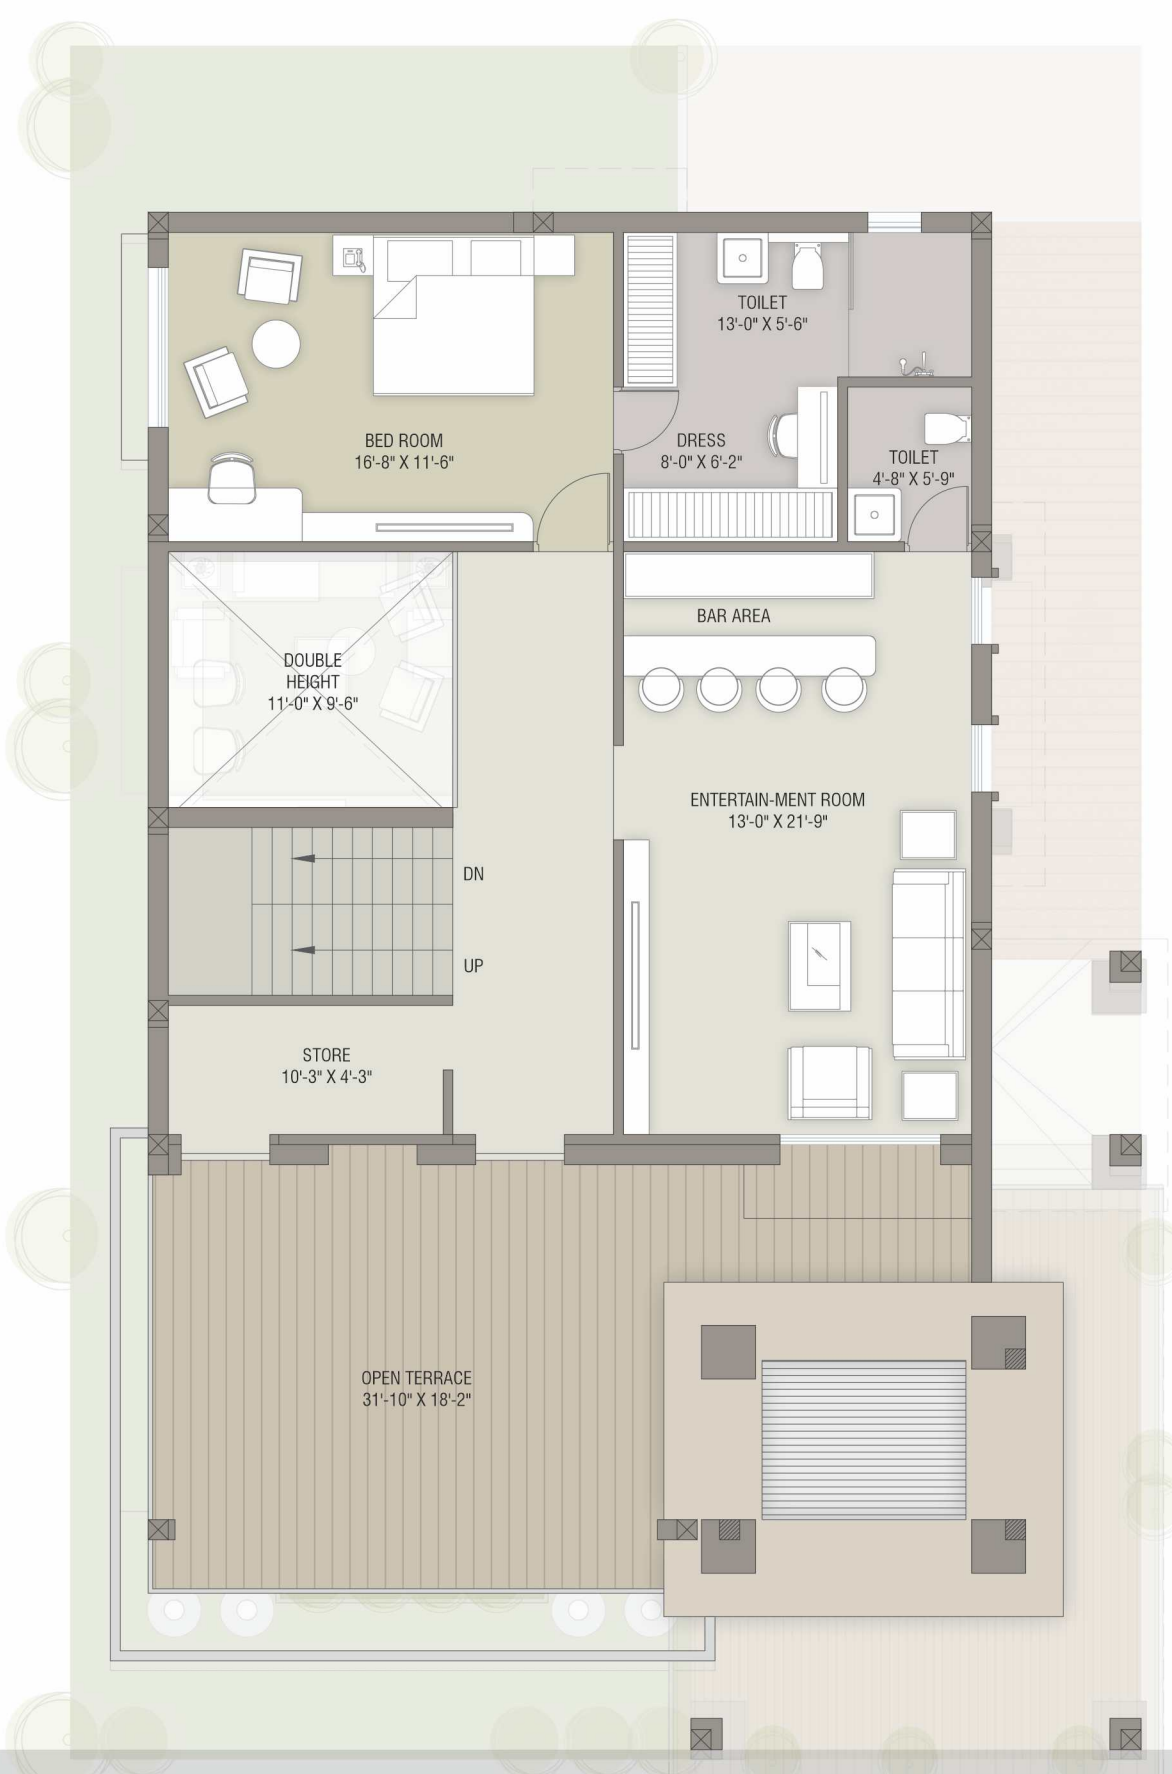 TOILET
13'-0" X 5'-6"
BED ROOM
16'-8" X 11'-6"
DRESS
8'-0" X 6'-2"
TOILET
4'-8" X 5'-9"
BAR AREA
DOUBLE
HEIGHT
11'-0" X 9'-6"
ENTERTAIN-MENT ROOM
13'-0" X 21'-9"
DN
UP
STORE
10'-3" X 4'-3"
OPEN TERRACE
31'-10" X 18'-2"